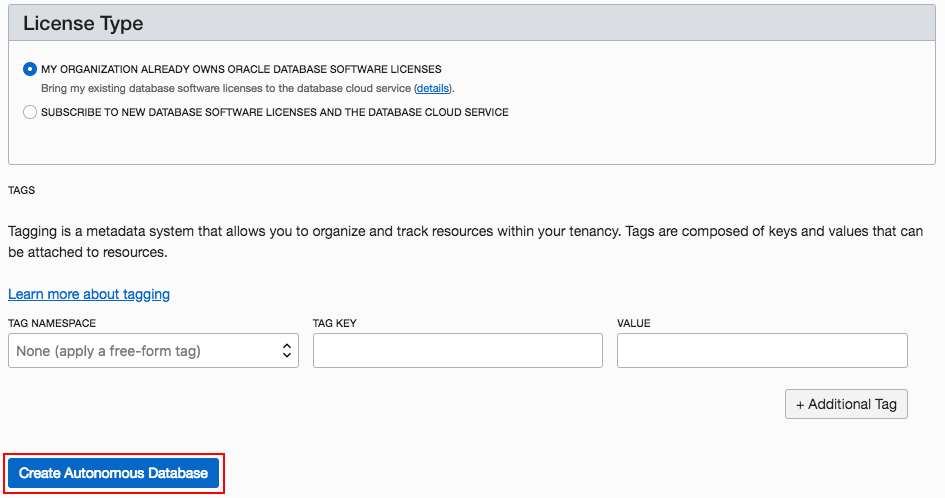 License Type
MY ORGANIZATION ALREADY OWNS ORACLE DATABASE SOFTWARE LICENSES
Bring my existing database software licenses to the database cloud service (details).
SUBSCRIBE TO NEW DATABASE SOFTWARE LICENSES AND THE DATABASE CLOUD SERVICE
TAGS
Tagging is a metadata system that allows you to organize and track resources within your tenancy. Tags are composed of keys and values that can
be attached to resources.
Learn more about tagging
TAG NAMESPACE TAG KEY VALUE
None (apply a free-form tag)
+ Additional Tag
Create Autonomous Database